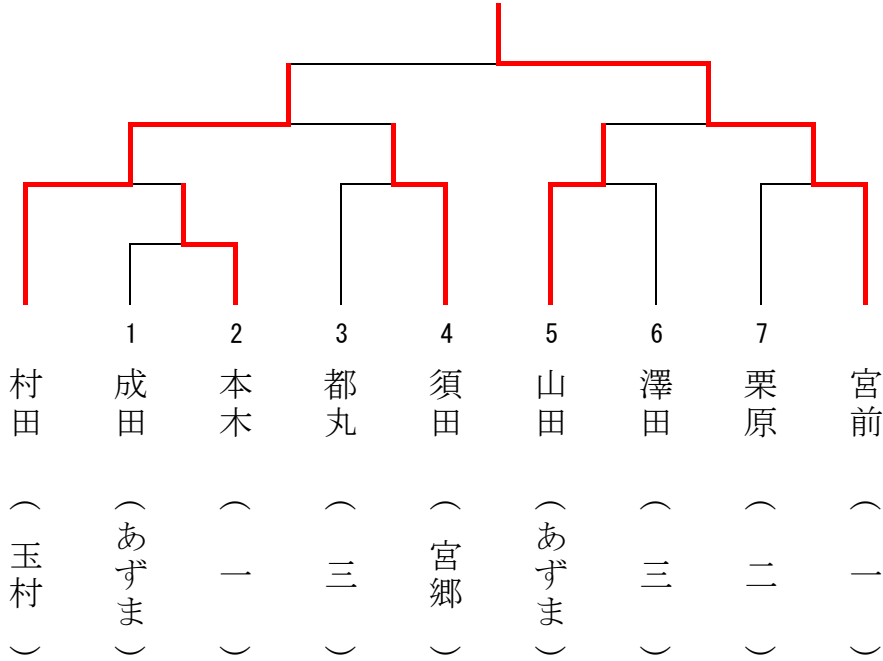 1 2 3 4 5 6 7
村田 (玉村)
成田 (あずま)
本木 (一)
都丸 (三)
須田 (宮郷)
山田 (あずま)
澤田 (三)
栗原 (二)
宮前 (一)